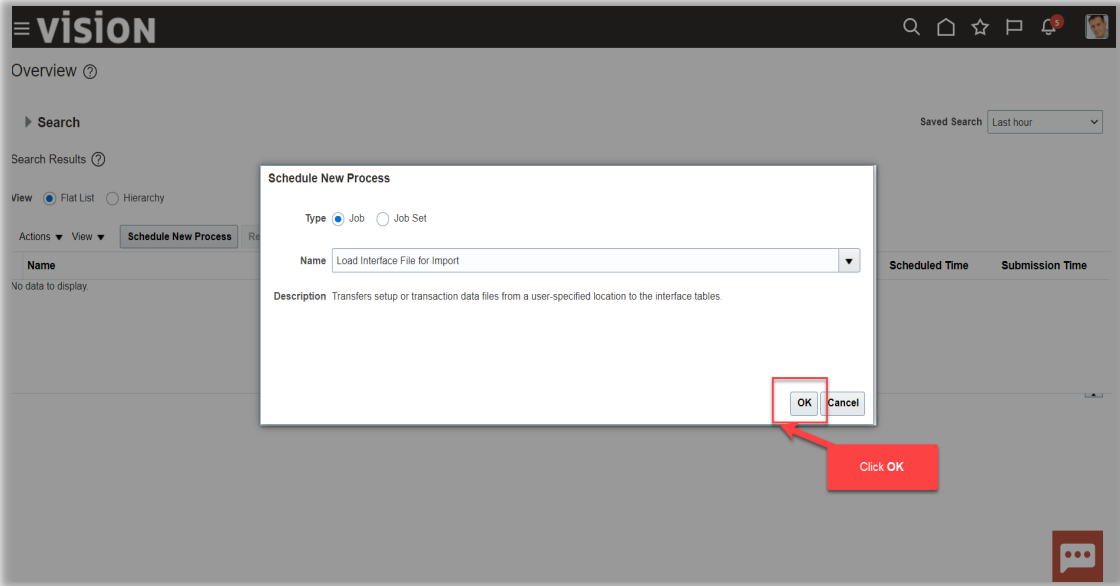 vision
5
Overview
Search
Saved Search Last hour
Search Results
View Flat List Hierarchy
Actions View Schedule New Process Re
Name Scheduled Time Submission Time
No data to display.
Schedule New Process
Type Job Job Set
Name Load Interface File for Import
Description Transfers setup or transaction data files from a user-specified location to the interface tables.
OK Cancel
Click OK